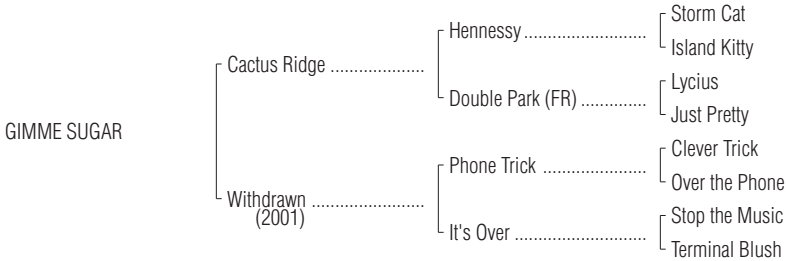 Storm Cat
Hennessy ..........................
Island Kitty
Cactus Ridge ....................
Lycius
Double Park (FR) ..............
Just Pretty
GIMME SUGAR
Clever Trick
Phone Trick ......................
Over the Phone
Withdrawn ........................
(2001)
Stop the Music
It's Over ............................
Terminal Blush